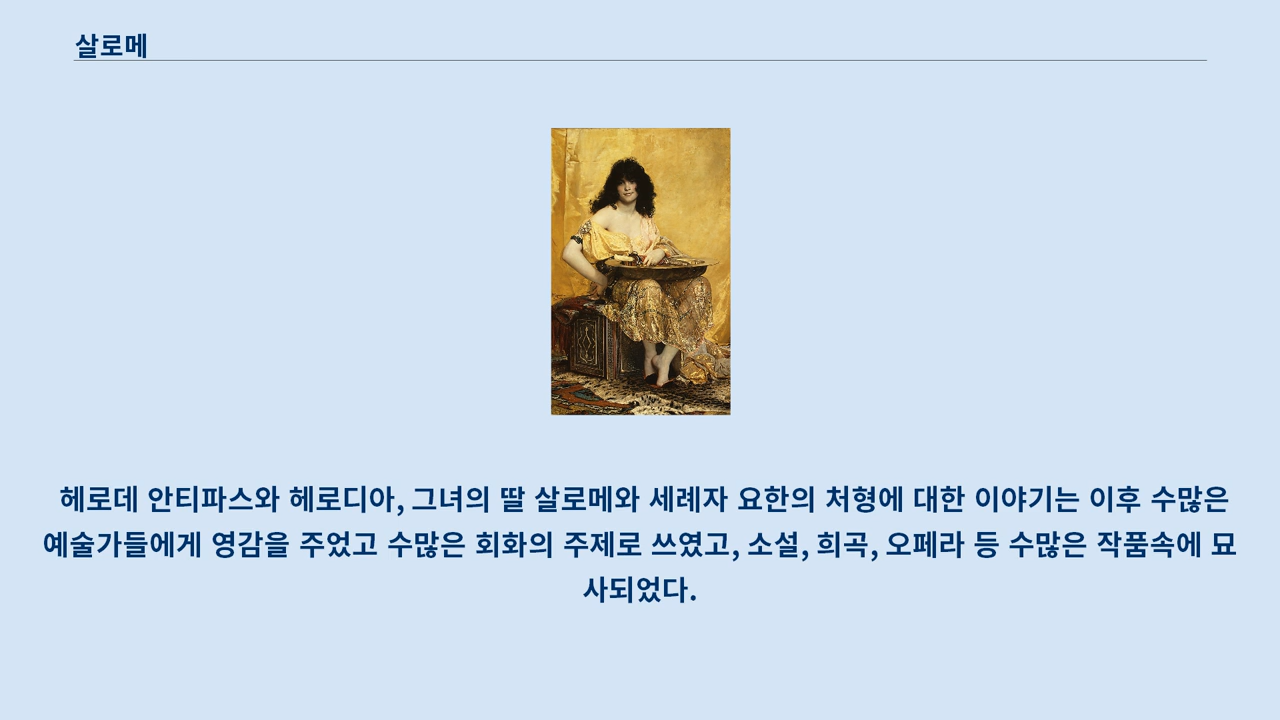 살로메
헤로데 안티파스와 헤로디아, 그녀의 딸 살로메와 세례자 요한의 처형에 대한 이야기는 이후 수많은
예술가들에게 영감을 주었고 수많은 회화의 주제로 쓰였고, 소설, 희곡, 오페라 등 수많은 작품속에 묘
사되었다.